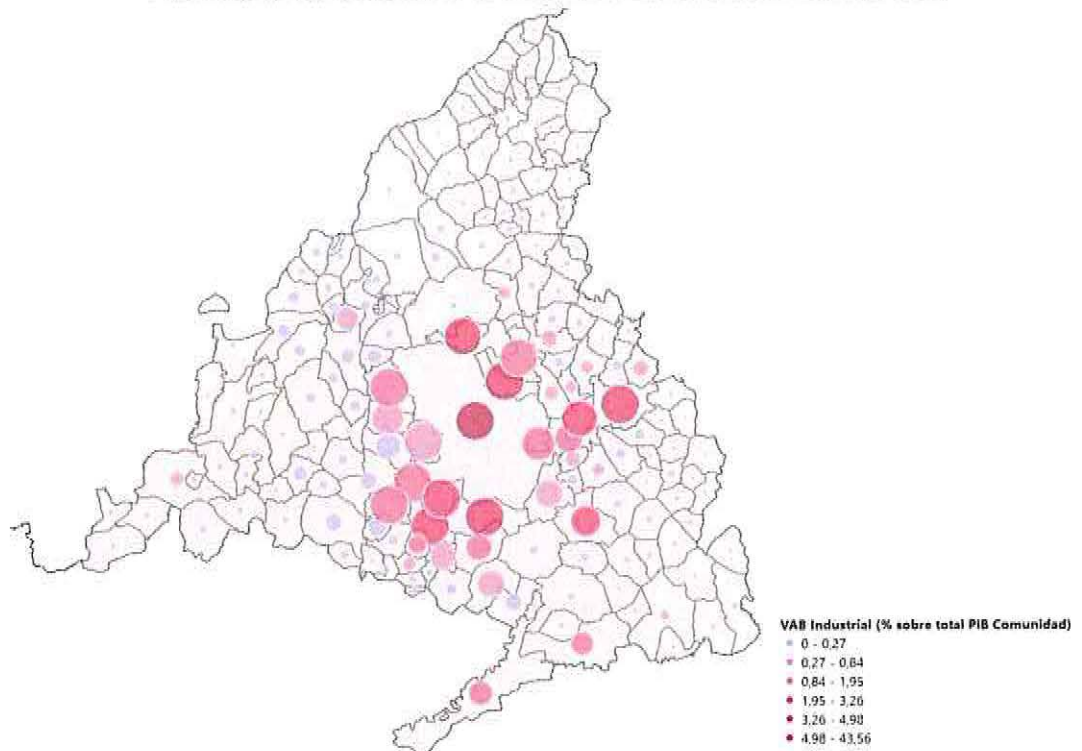 VAB Industrial (% sobre total PIB Comunidad)
0 - 0,27
0,27 - 0,84
0,84 - 1,95
1,95 - 3,26
3,26 - 4,98
4,98 - 43,56